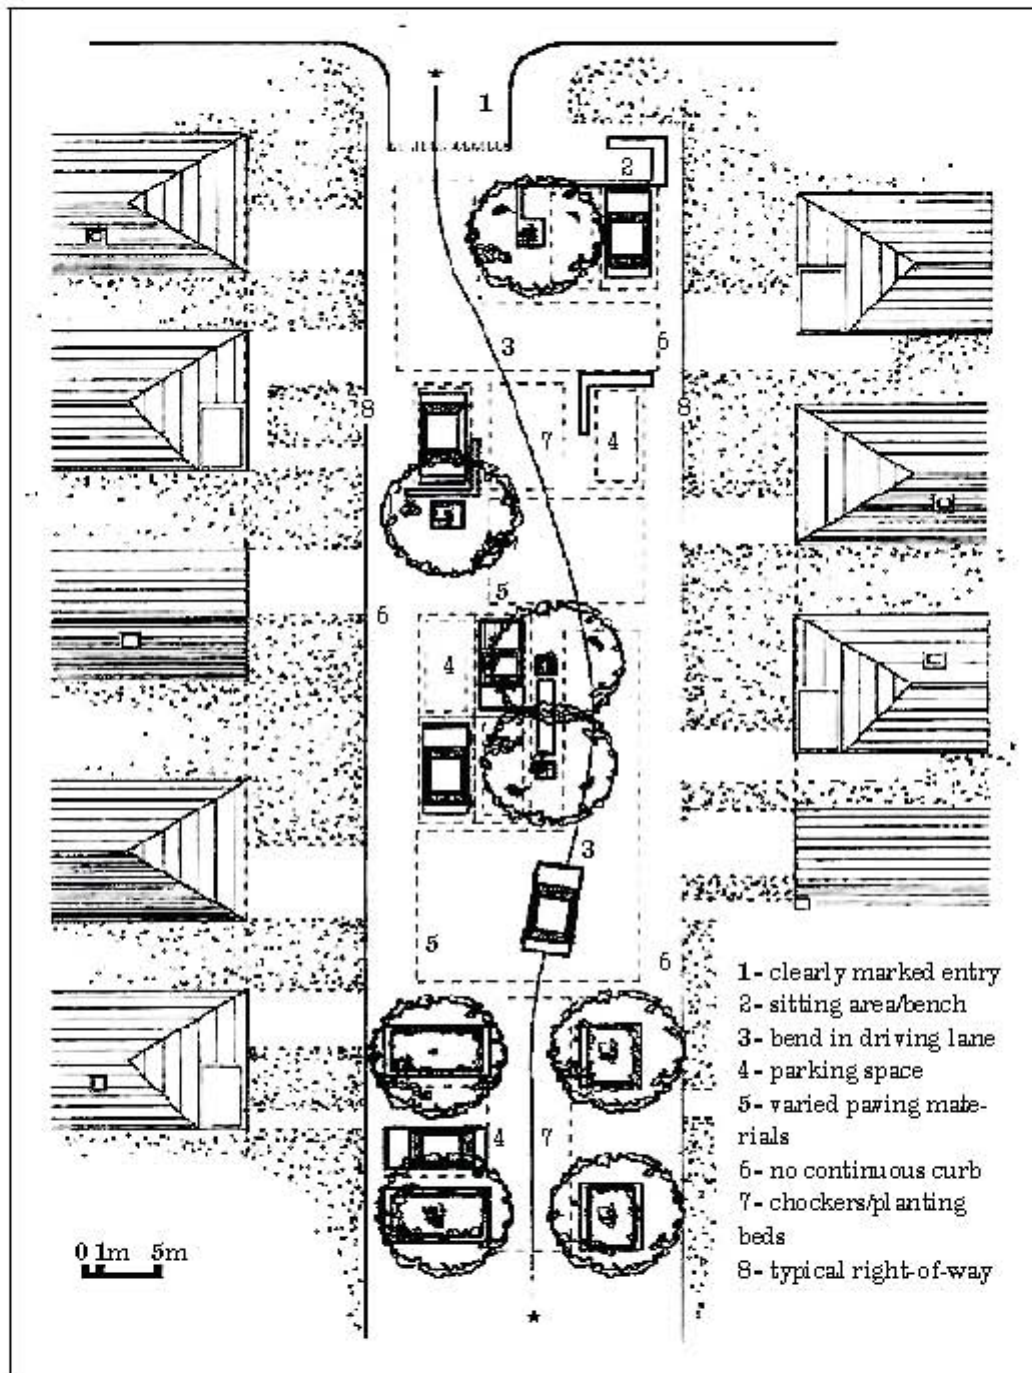 1
2
3
6
8
8
7
4
5
6
4
3
5
6
4
7
1- clearly marked entry
2- sitting area/bench
3- bend in driving lane
4- parking space
5- varied paving mate-
rials
6- no continuous curb
7- chockers/planting
beds
8- typical right-of-way
0 1m 5m